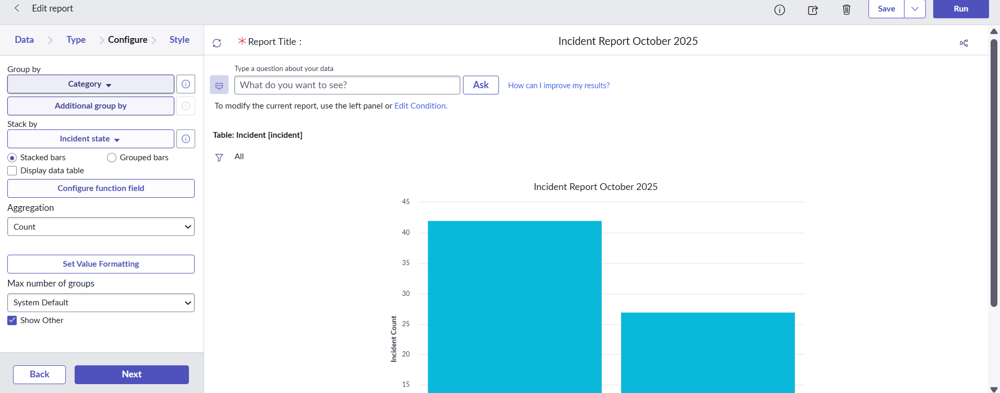 Edit report
Save
Run
Data
Type
Configure
Style
Report Title :
Incident Report October 2025
Group by
Category
Additional group by
Stack by
Incident state
Stacked bars
Grouped bars
Display data table
Configure function field
Aggregation
Count
Set Value Formatting
Max number of groups
System Default
Show Other
Back
Next
Type a question about your data
What do you want to see?
Ask
How can I improve my results?
To modify the current report, use the left panel or Edit Condition.
Table: Incident [incident]
All
Incident Report October 2025
45
40
35
30
25
20
15
Incident Count